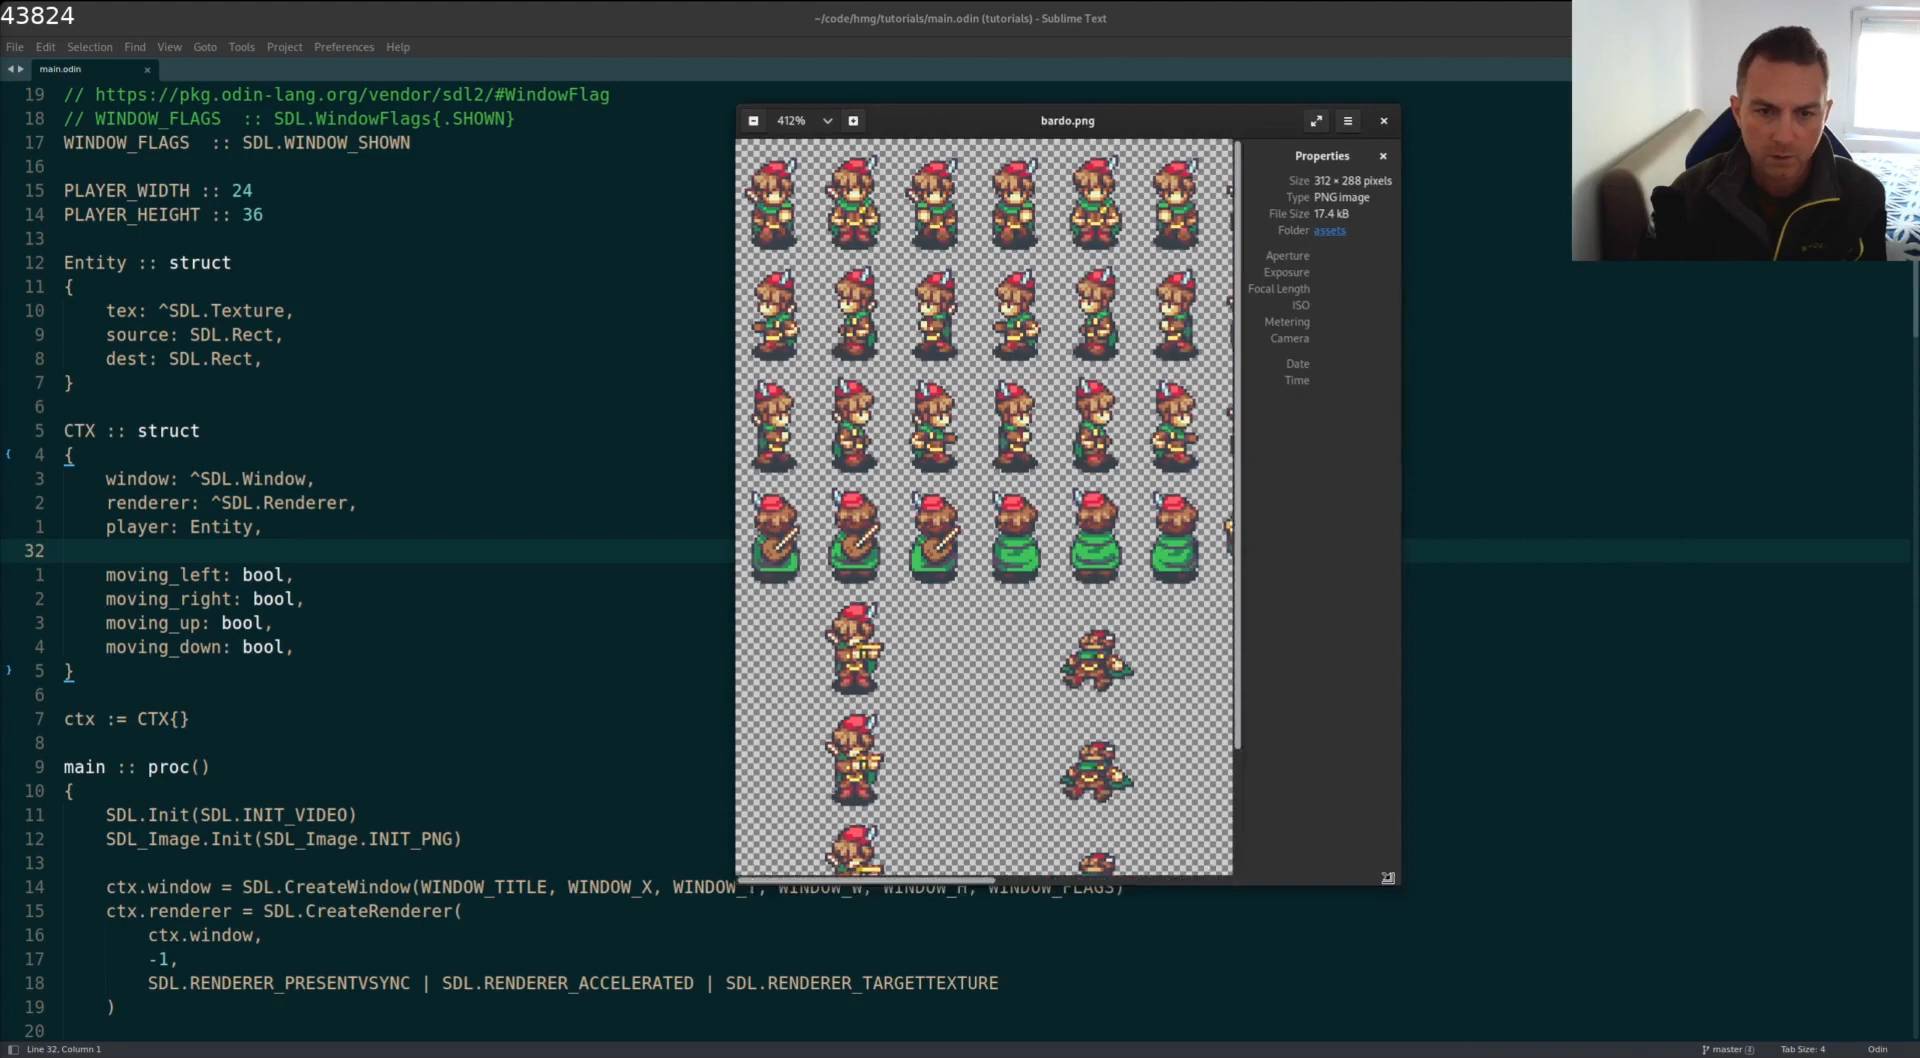 43824
~/code/hmg/tutorials/main.odin (tutorials) - Sublime Text
File Edit Selection Find View Goto Tools Project Preferences Help
main.odin
19 // https://pkg.odin-lang.org/vendor/sdl2/#WindowFlag
18 // WINDOW_FLAGS :: SDL.WindowFlags{.SHOWN}
17 WINDOW_FLAGS :: SDL.WINDOW_SHOWN
16
15 PLAYER_WIDTH :: 24
14 PLAYER_HEIGHT :: 36
13
12 Entity :: struct
11 {
10 tex: ^SDL.Texture,
9 source: SDL.Rect,
8 dest: SDL.Rect,
7 }
6
5 CTX :: struct
{ 4 {
3 window: ^SDL.Window,
2 renderer: ^SDL.Renderer,
1 player: Entity,
32
1 moving_left: bool,
2 moving_right: bool,
3 moving_up: bool,
4 moving_down: bool,
} 5 }
6
7 ctx := CTX{}
8
9 main :: proc()
10 {
11 SDL.Init(SDL.INIT_VIDEO)
12 SDL_Image.Init(SDL_Image.INIT_PNG)
13
14 ctx.window = SDL.CreateWindow(WINDOW_TITLE, WINDOW_X, WINDOW_Y, WINDOW_W, WINDOW_H, WINDOW_FLAGS)
15 ctx.renderer = SDL.CreateRenderer(
16 ctx.window,
17 -1,
18 SDL.RENDERER_PRESENTVSYNC | SDL.RENDERER_ACCELERATED | SDL.RENDERER_TARGETTEXTURE
19 )
20
412%
bardo.png
Properties
Size 312 × 288 pixels
Type PNG image
File Size 17.4 kB
Folder assets
Aperture
Exposure
Focal Length
ISO
Metering
Camera
Date
Time
Line 32, Column 1
master 4
Tab Size: 4
Odin